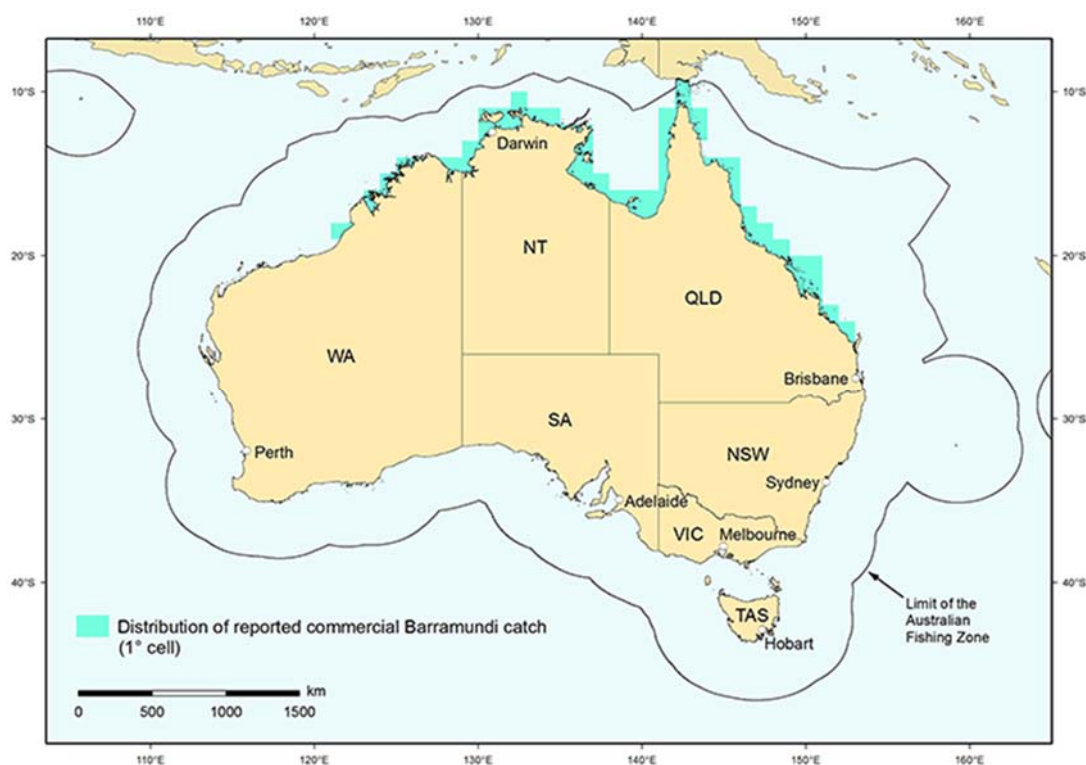 110°E 120°E 130°E 140°E 150°E 160°E
10°S 10°S
Darwin
20°S 20°S
NT
QLD
WA
Brisbane
SA
30°S 30°S
Perth
NSW
Sydney
Adelaide
VIC Melbourne
40°S 40°S
Limit of the
Australian
Fishing Zone
TAS
Hobart
Distribution of reported commercial Barramundi catch
(1° cell)
km
0 500 1000 1500
110°E 120°E 130°E 140°E 150°E 160°E